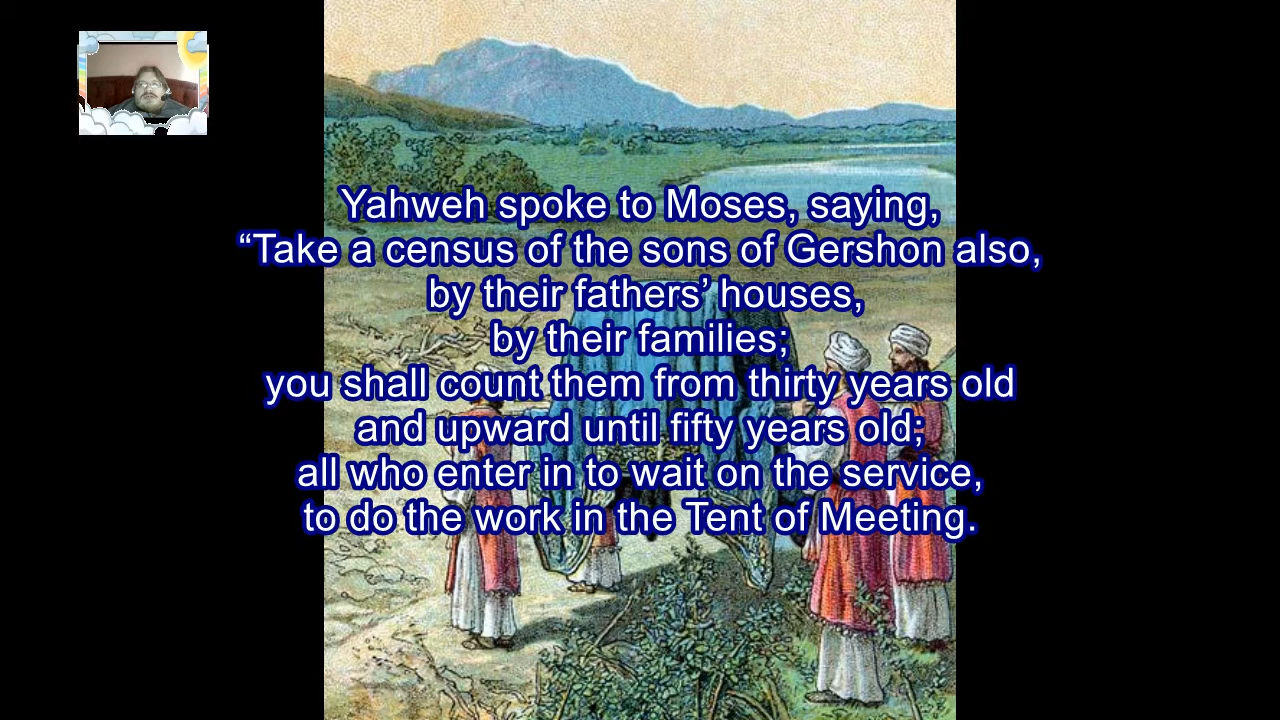 Yahweh spoke to Moses, saying,
“Take a census of the sons of Gershon also,
by their fathers’ houses,
by their families;
you shall count them from thirty years old
and upward until fifty years old;
all who enter in to wait on the service,
to do the work in the Tent of Meeting.